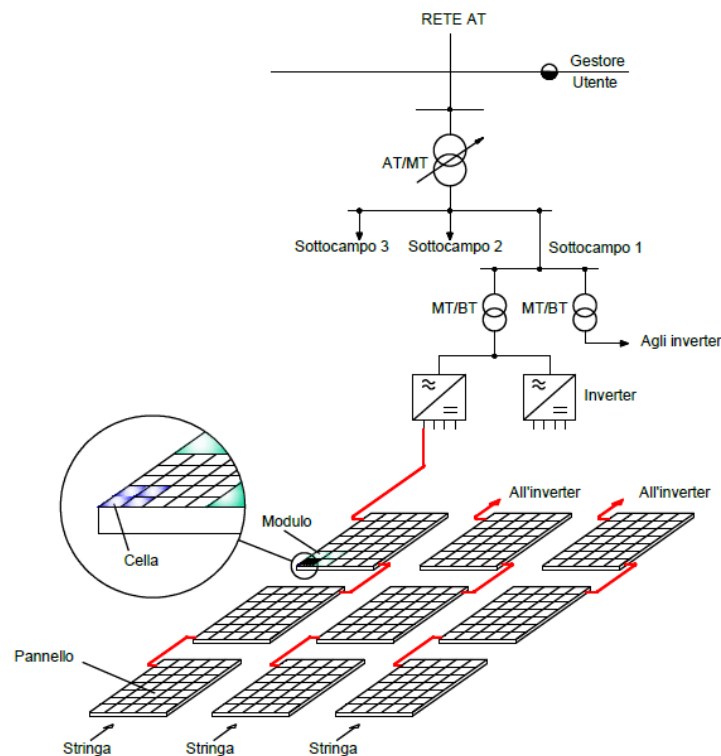 RETE AT
Gestore
Utente
AT/MT
Sottocampo 3
Sottocampo 2
Sottocampo 1
MT/BT
MT/BT
Agli inverter
Inverter
All'inverter
All'inverter
Modulo
Cella
Pannello
Stringa
Stringa
Stringa